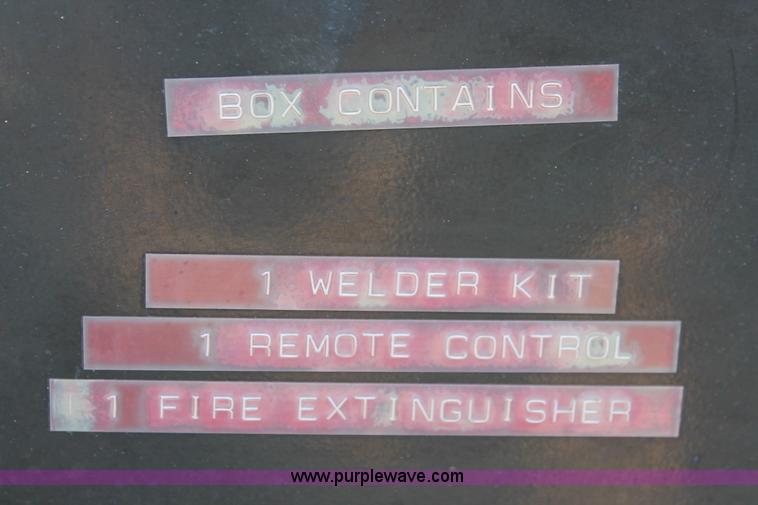 BOX CONTAINS
1 WELDER KIT
1 REMOTE CONTROL
1 FIRE EXTINGUISHER
www.purplewave.com